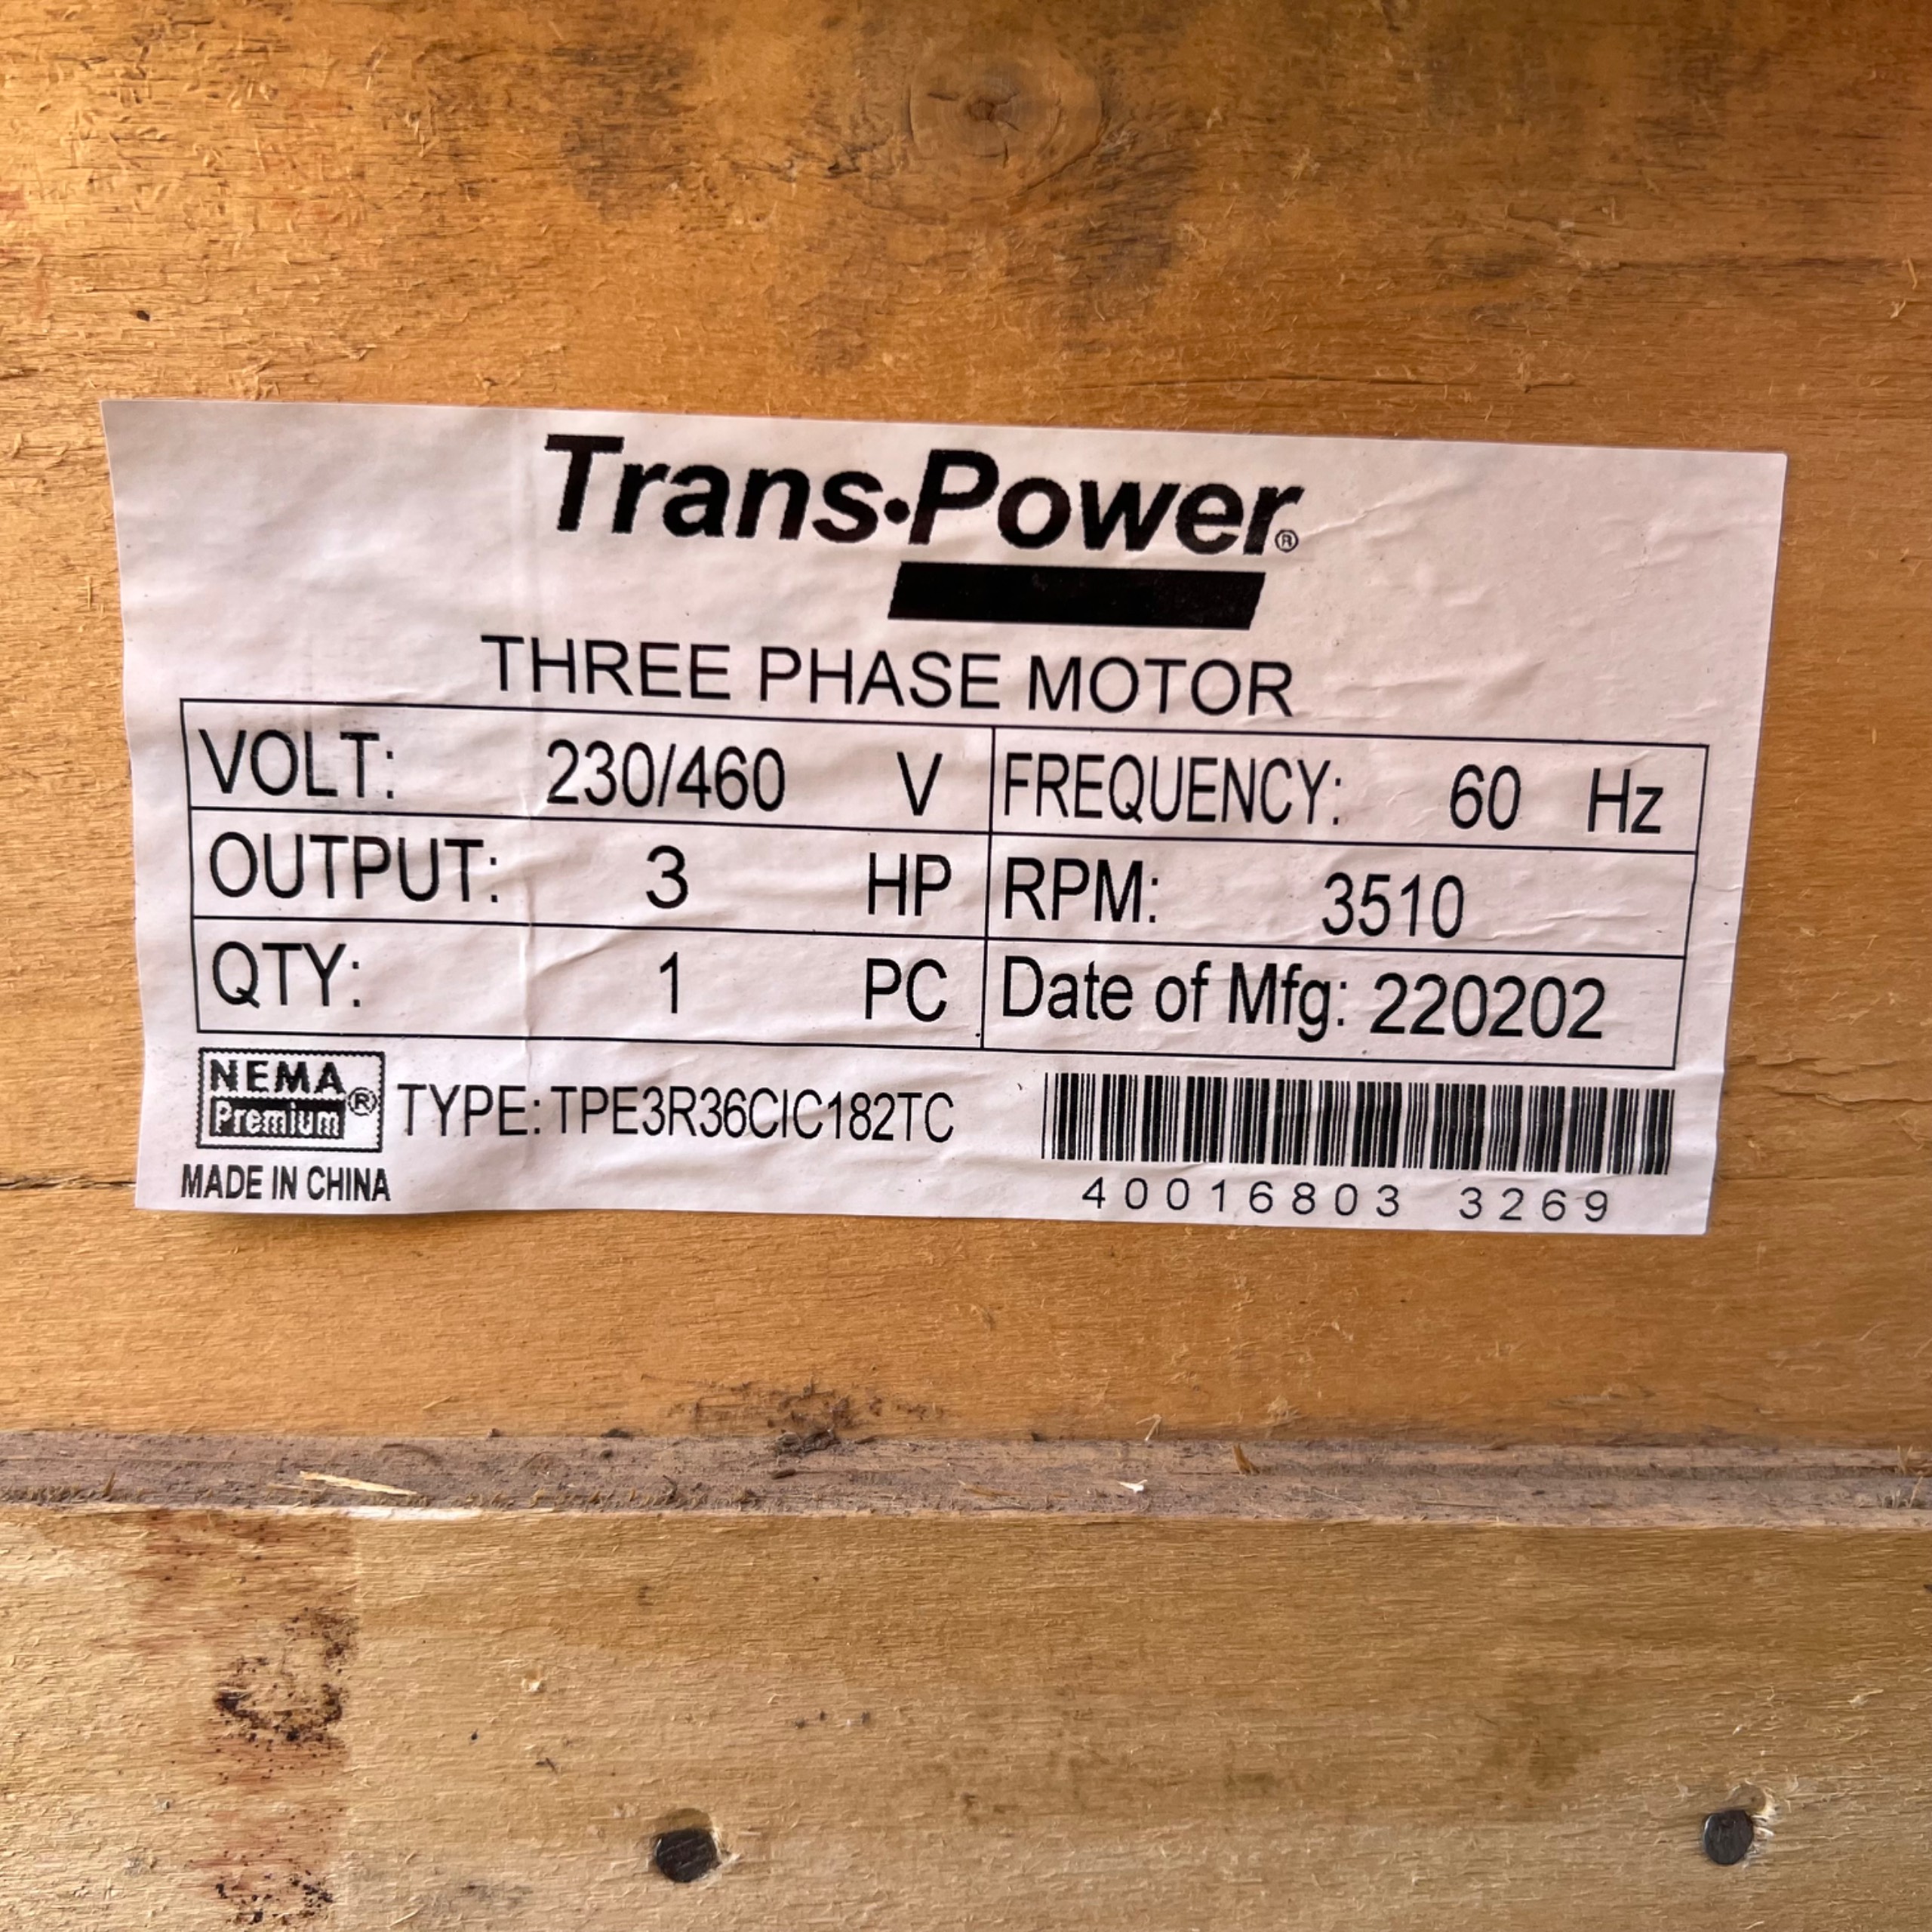 Trans•Power®
THREE PHASE MOTOR
VOLT: 230/460 V FREQUENCY: 60 Hz
OUTPUT: 3 HP RPM: 3510
QTY: 1 PC Date of Mfg: 220202
NEMA
Premium ® TYPE: TPE3R36CIC182TC
MADE IN CHINA
40016803 3269